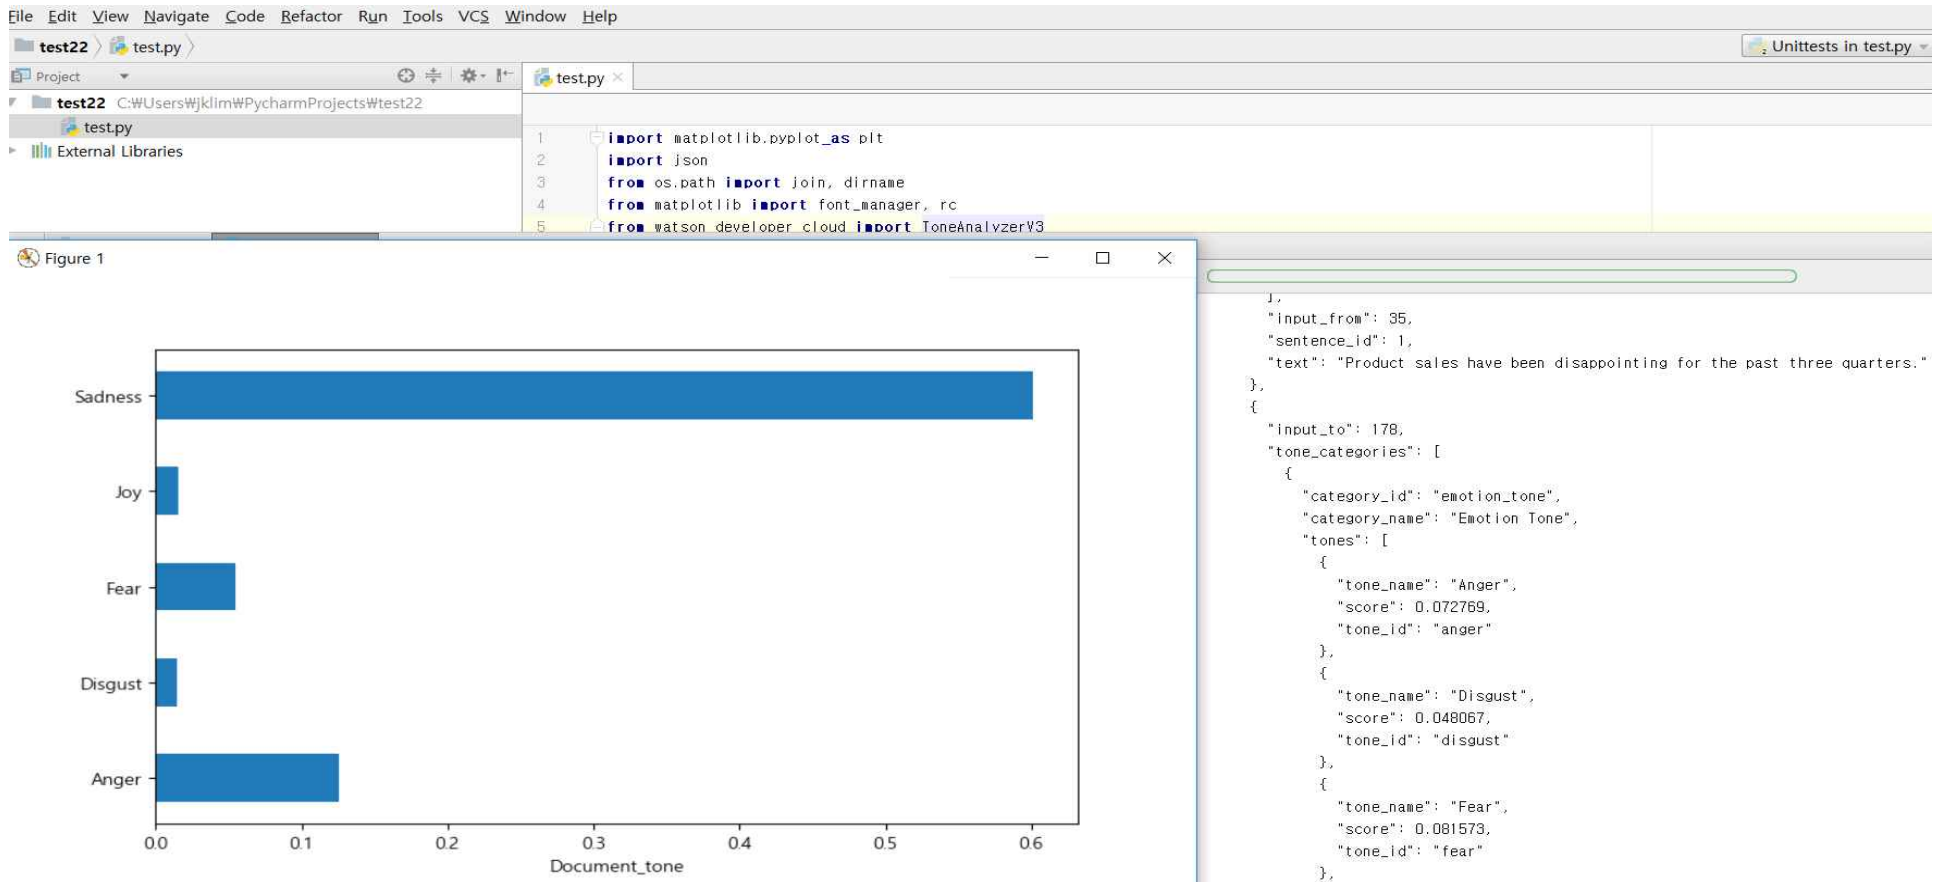 File Edit View Navigate Code Refactor Run Tools VCS Window Help
test22 test.py
Unittests in test.py
Project
test.py
test22 C:₩Users₩jklim₩PycharmProjects₩test22
test.py
External Libraries
1 import matplotlib.pyplot as plt
2 import json
3 from os.path import join, dirname
4 from matplotlib import font_manager, rc
5 from watson_developer_cloud import ToneAnalyzerV3
Figure 1
Sadness
Joy
Fear
Disgust
Anger
0.0 0.1 0.2 0.3 0.4 0.5 0.6
Document_tone
],
"input_from": 35,
"sentence_id": 1,
"text": "Product sales have been disappointing for the past three quarters."
},
{
"input_to": 178,
"tone_categories": [
{
"category_id": "emotion_tone",
"category_name": "Emotion Tone",
"tones": [
{
"tone_name": "Anger",
"score": 0.072769,
"tone_id": "anger"
},
{
"tone_name": "Disgust",
"score": 0.048067,
"tone_id": "disgust"
},
{
"tone_name": "Fear",
"score": 0.081573,
"tone_id": "fear"
},